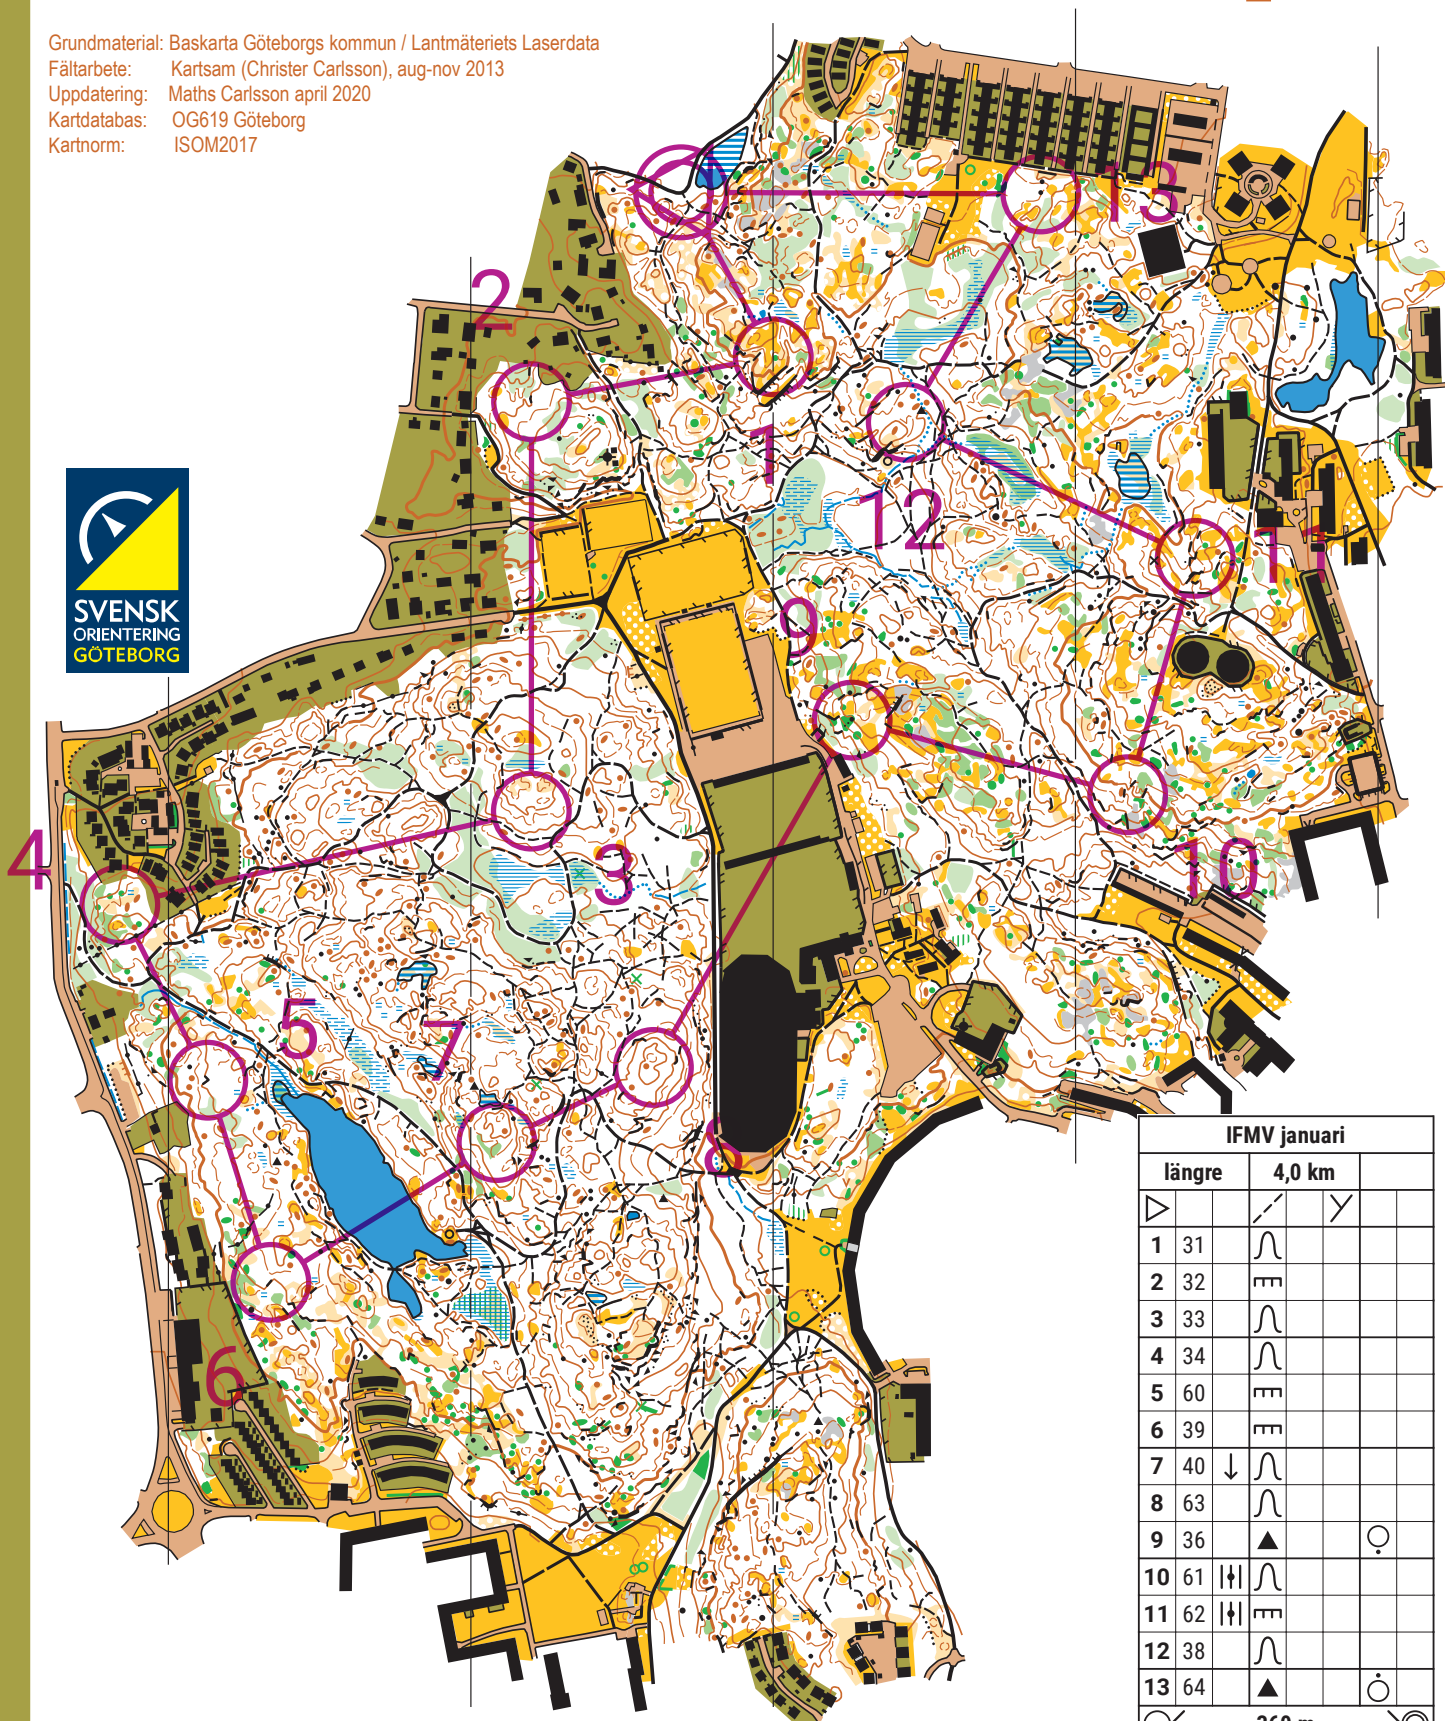 Grundmaterial: Baskarta Göteborgs kommun / Lantmäteriets Laserdata
Fältarbete: Kartsam (Christer Carlsson), aug-nov 2013
Uppdatering: Maths Carlsson april 2020
Kartdatabas: OG619 Göteborg
Kartnorm: ISOM2017
13
2
1
12
11
SVENSK
ORIENTERING
GÖTEBORG
9
4
3
10
5
7
8
6
IFMV januari
längre 4,0 km
1 31
2 32
3 33
4 34
5 60
6 39
7 40
8 63
9 36
10 61
11 62
12 38
13 64